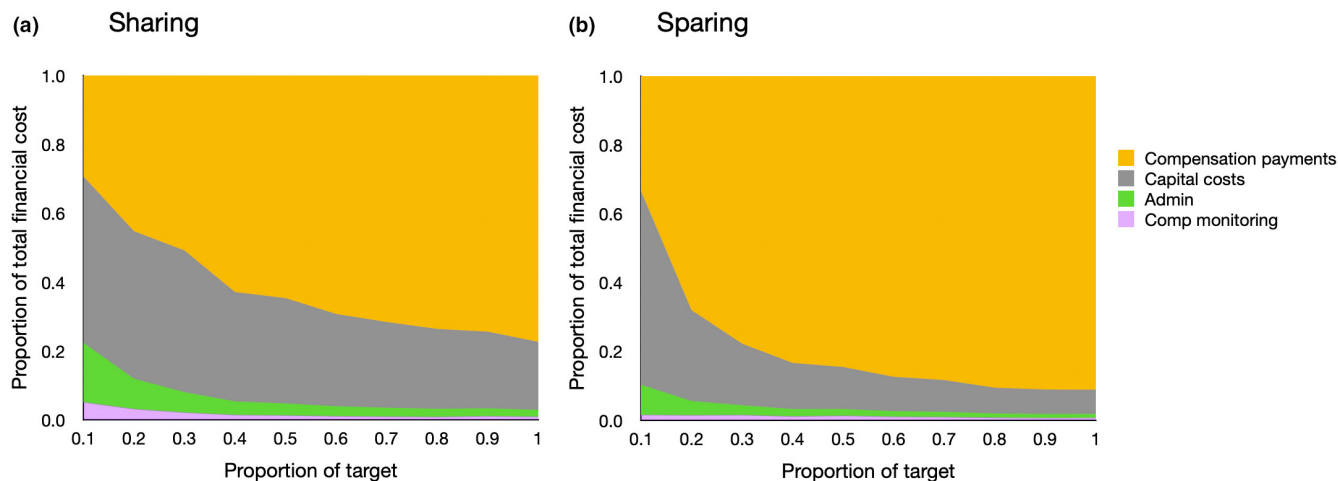 (a) Sharing
Proportion of total financial cost
1.0
0.8
0.6
0.4
0.2
0.0
0.1 0.2 0.3 0.4 0.5 0.6 0.7 0.8 0.9 1
Proportion of target
(b) Sparing
Proportion of total financial cost
1.0
0.8
0.6
0.4
0.2
0.0
0.1 0.2 0.3 0.4 0.5 0.6 0.7 0.8 0.9 1
Proportion of target
Compensation payments
Capital costs
Admin
Comp monitoring